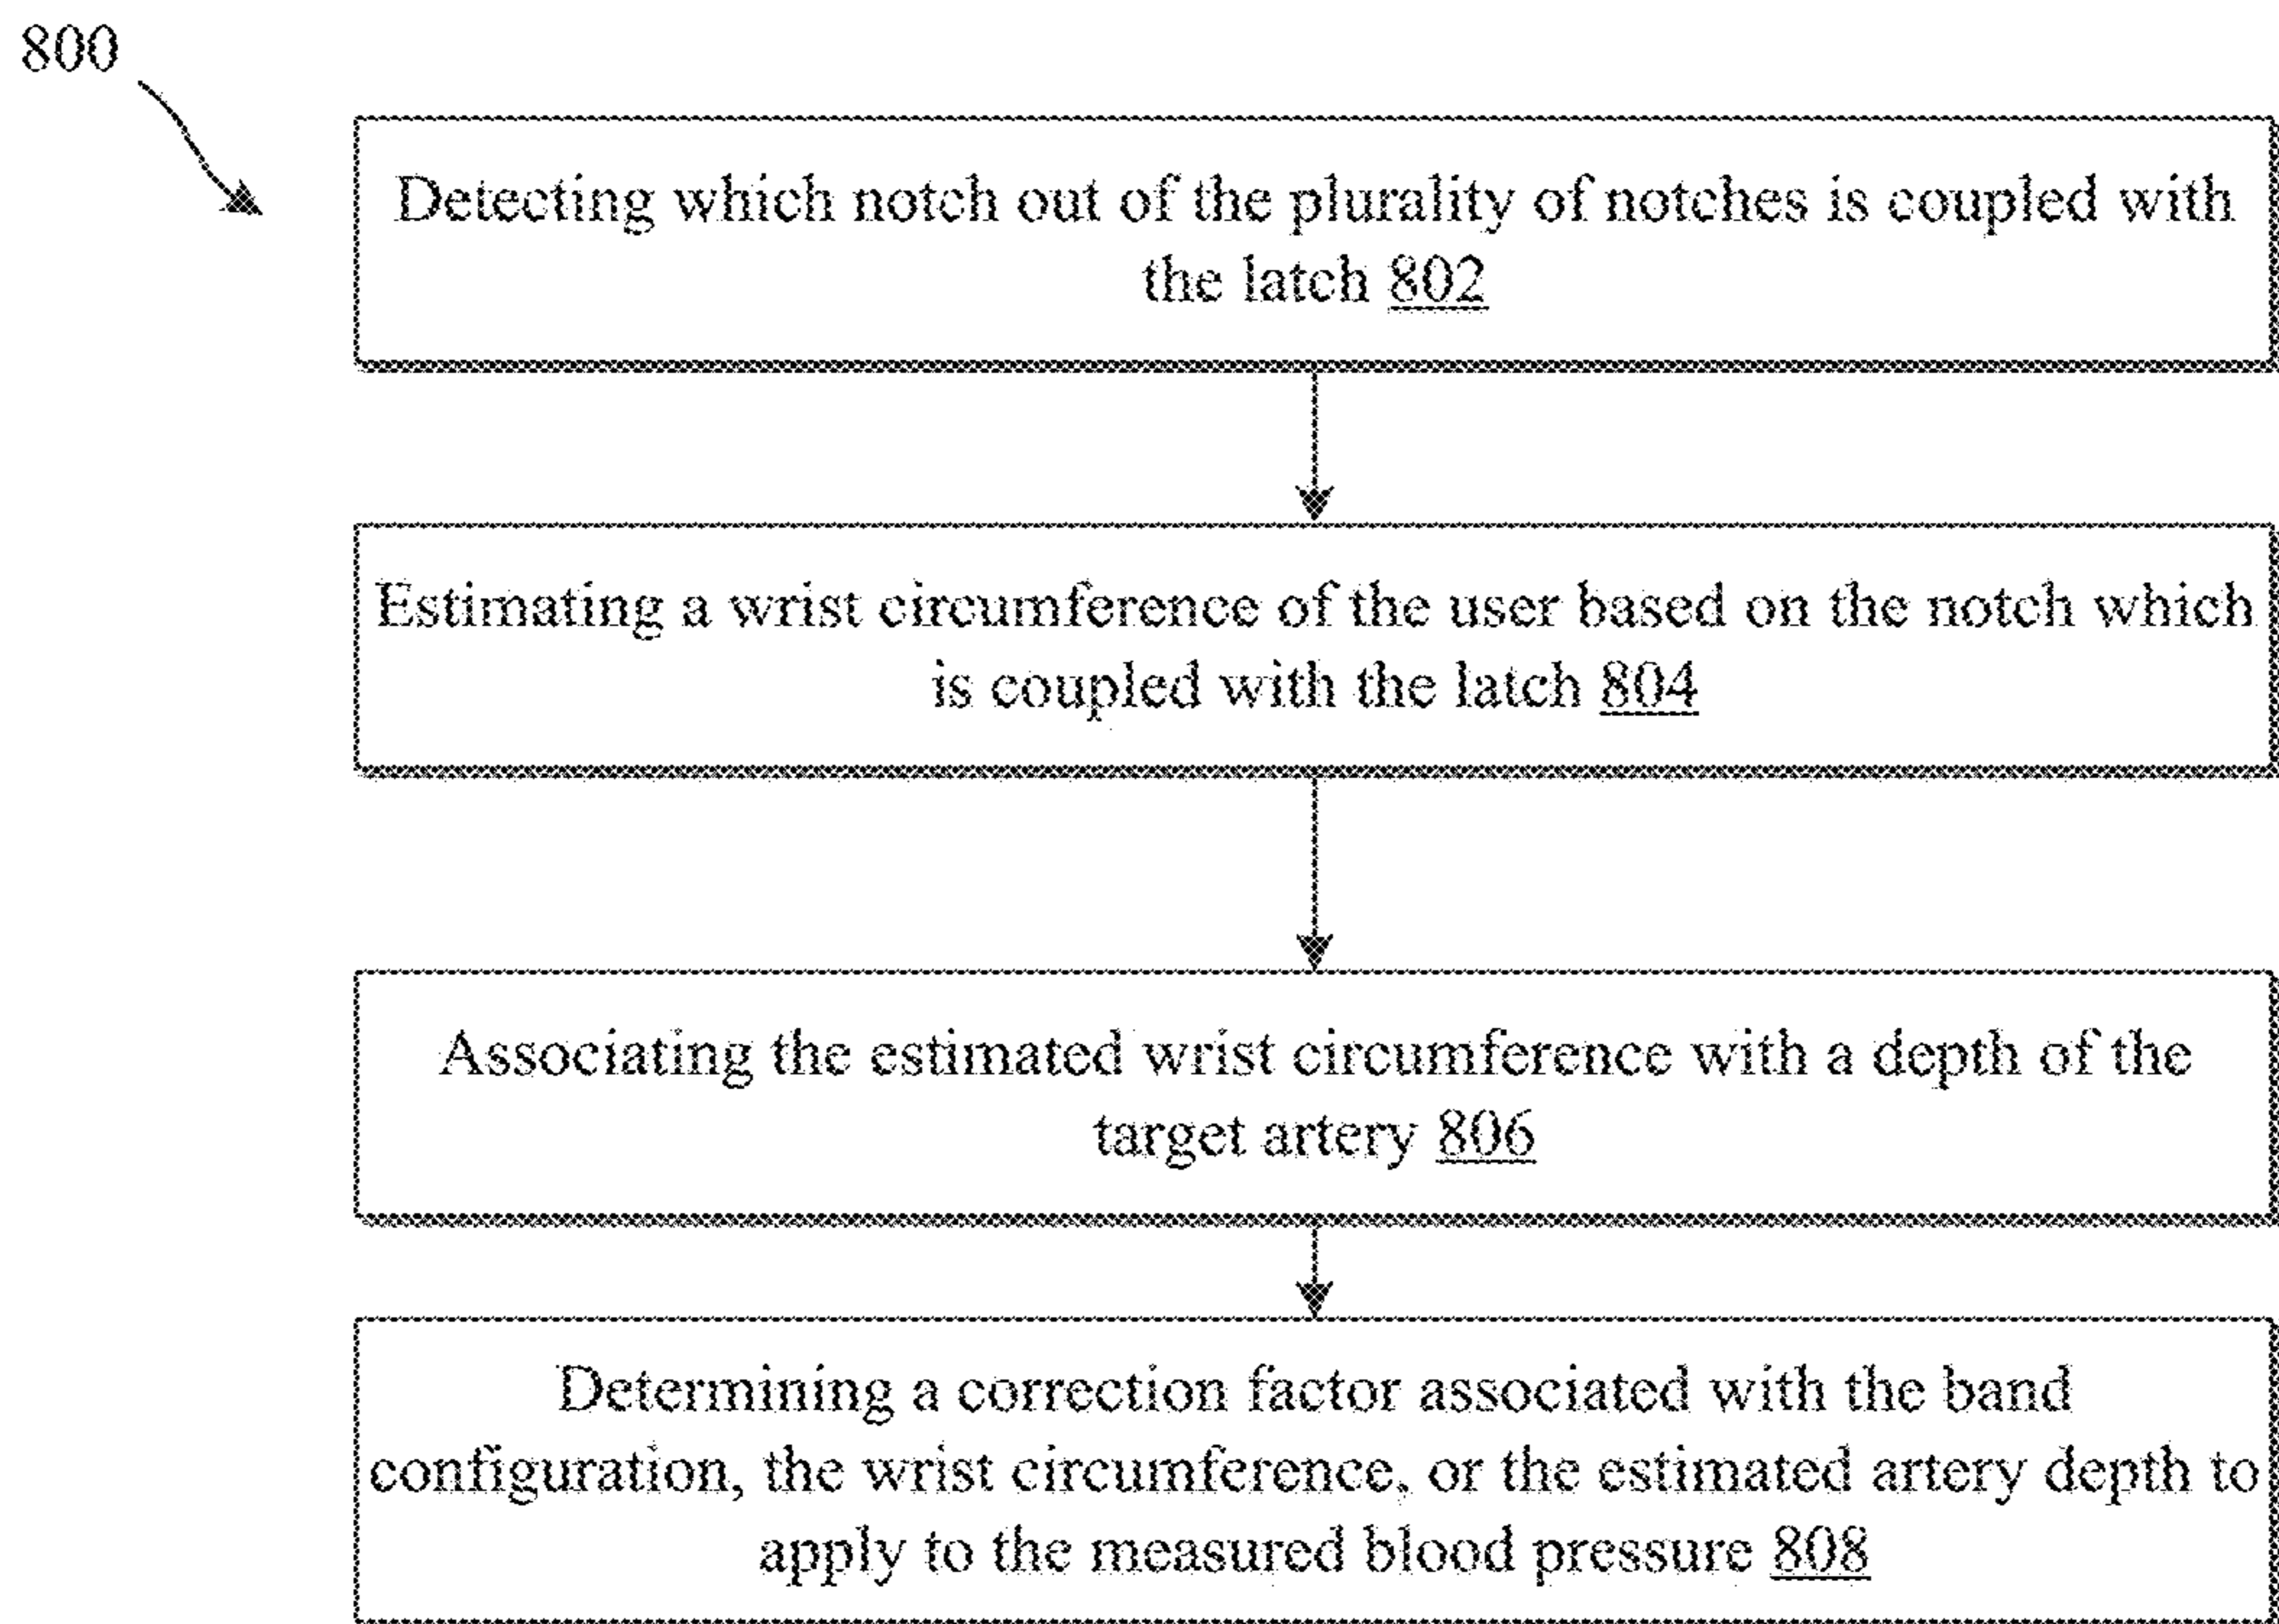 800
Detecting which notch out of the plurality of notches is coupled with
the latch 802
Estimating a wrist circumference of the user based on the notch which
is coupled with the latch 804
Associating the estimated wrist circumference with a depth of the
target artery 806
Determining a correction factor associated with the band
configuration, the wrist circumference, or the estimated artery depth to
apply to the measured blood pressure 808